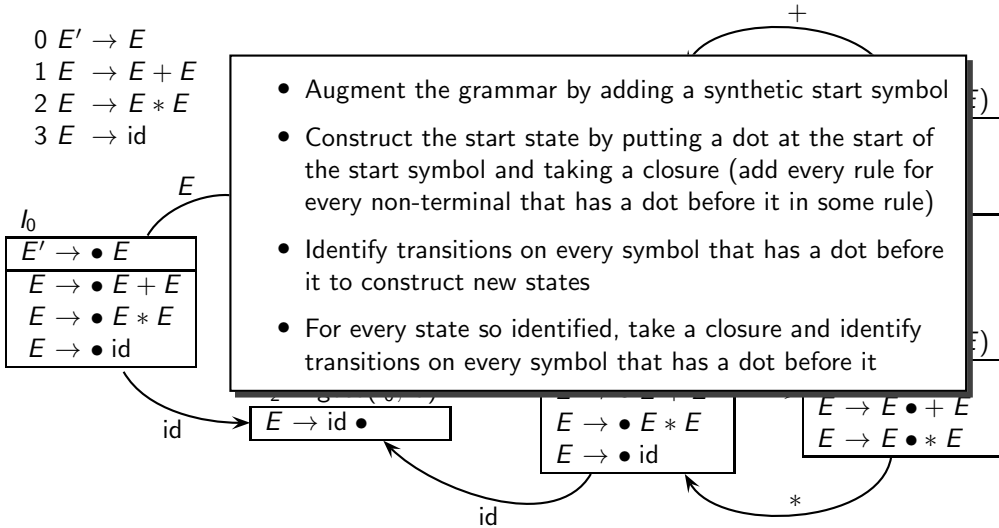 +
0 E′ → E
1 E → E + E
2 E → E ∗ E
3 E → id
• Augment the grammar by adding a synthetic start symbol
• Construct the start state by putting a dot at the start of
the start symbol and taking a closure (add every rule for
every non-terminal that has a dot before it in some rule)
• Identify transitions on every symbol that has a dot before
it to construct new states
• For every state so identified, take a closure and identify
transitions on every symbol that has a dot before it
E
I0
E′ → • E
E → • E + E
E → • E ∗ E
E → • id
id
E → id •
E → • E ∗ E
E → • id
E → E • + E
E → E • ∗ E
id
∗